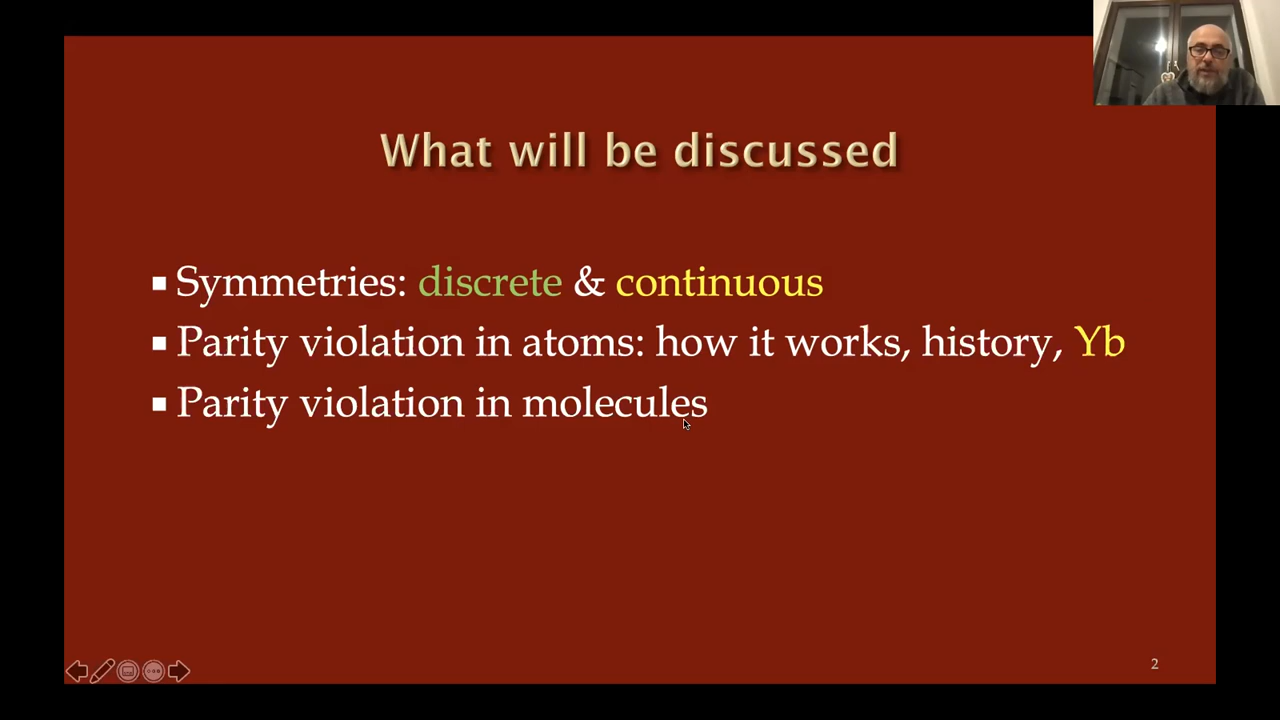 What will be discussed
▪ Symmetries: discrete & continuous
▪ Parity violation in atoms: how it works, history, Yb
▪ Parity violation in molecules
2